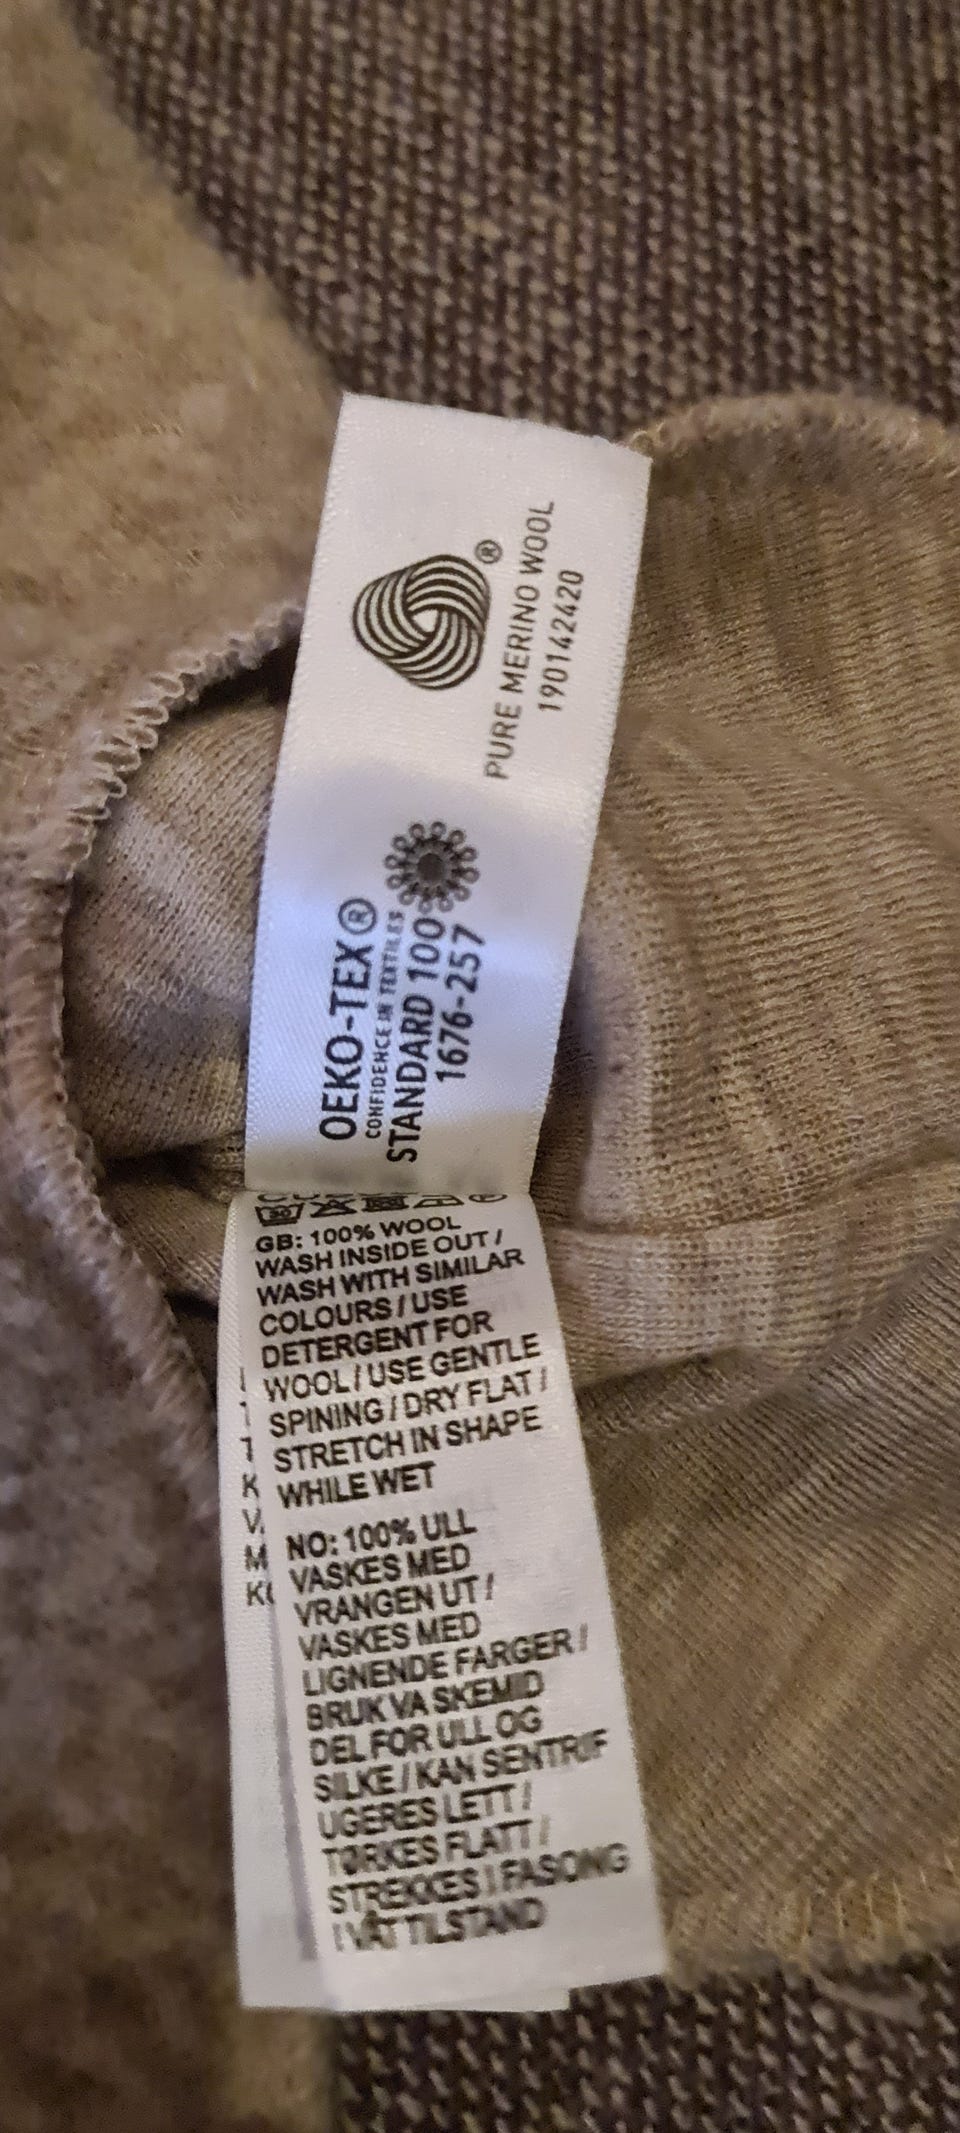 ®
PURE MERINO WOOL
190142420
OEKO-TEX®
CONFIDENCE IN TEXTILES
STANDARD 100
1676-257
GB: 100% WOOL
WASH INSIDE OUT /
WASH WITH SIMILAR
COLOURS / USE
DETERGENT FOR
WOOL / USE GENTLE
SPINING / DRY FLAT /
STRETCH IN SHAPE
WHILE WET
NO: 100% ULL
VASKES MED
VRANGEN UT /
VASKES MED
LIGNENDE FARGER /
BRUK VA SKEMID
DEL FOR ULL OG
SILKE / KAN SENTRIF
UGERES LETT /
TØRKES FLATT /
STREKKES I FASONG
I VÅT TILSTAND